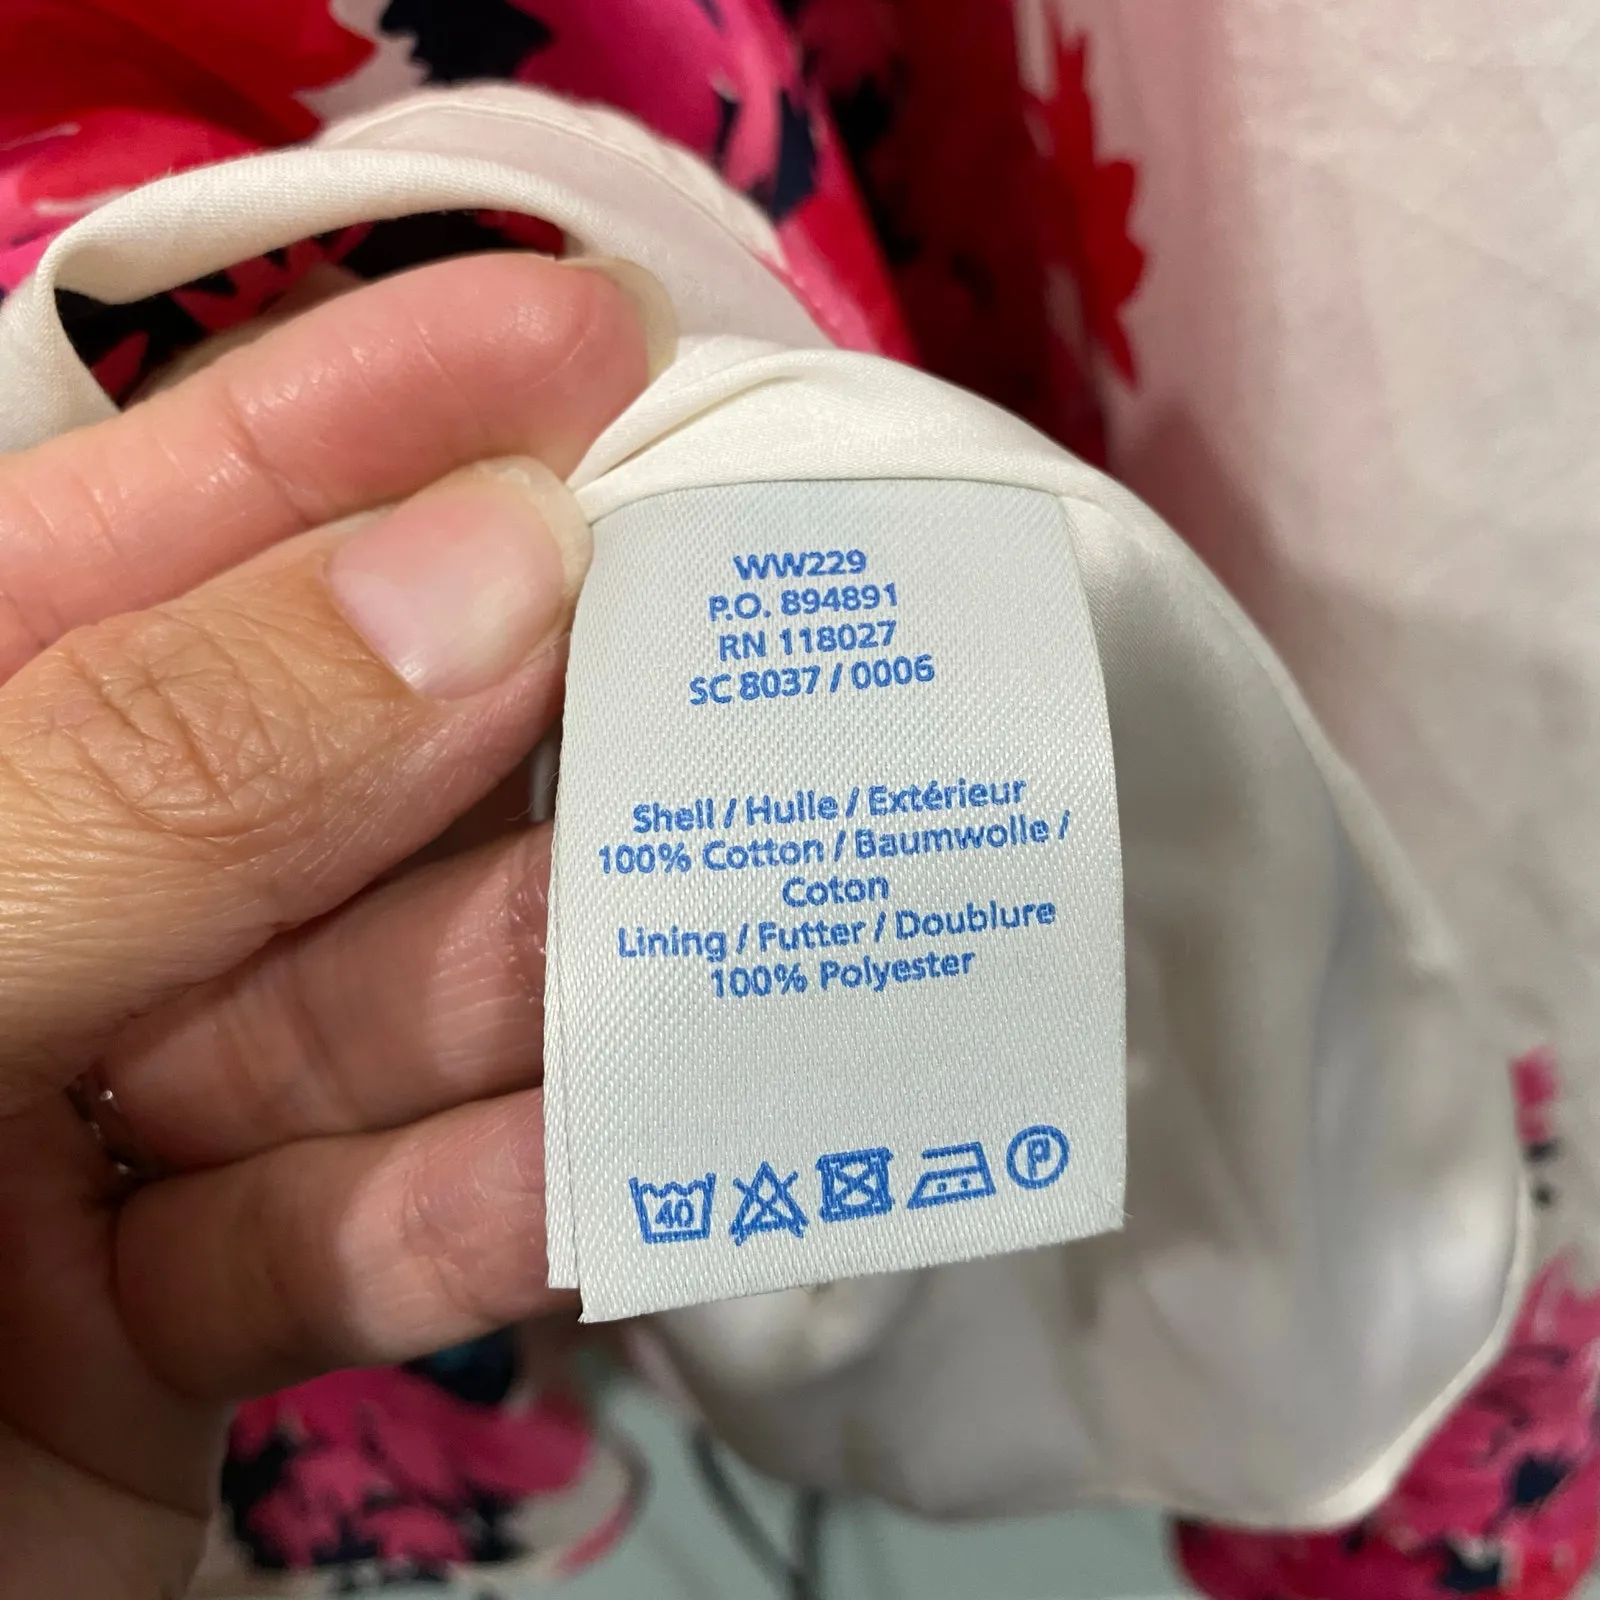 WW229
P.O. 894891
RN 118027
SC 8037 / 0006
Shell / Hulle / Extérieur
100% Cotton / Baumwolle /
Coton
Lining / Futter / Doublure
100% Polyester
40 P